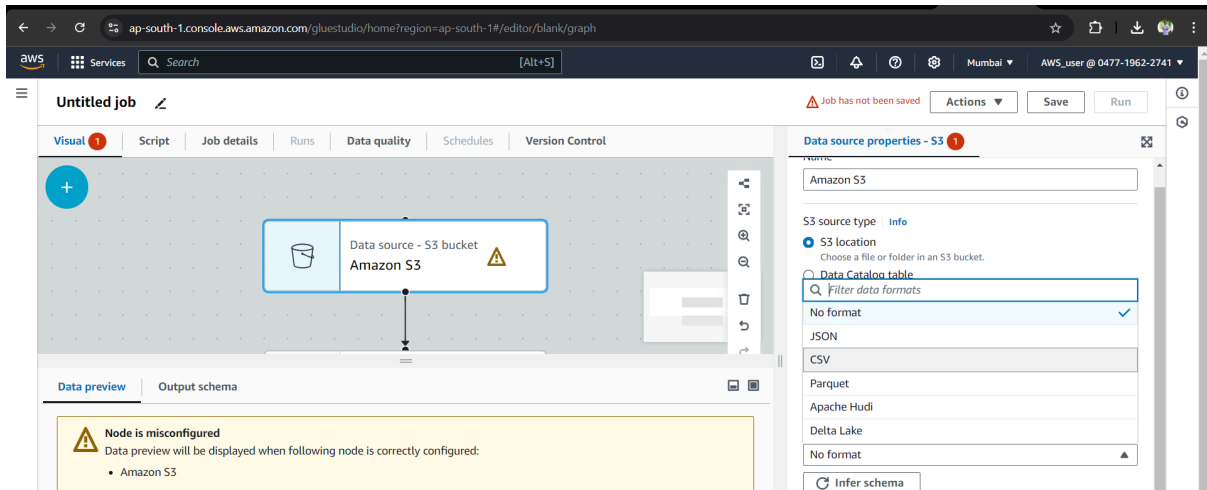 ap-south-1.console.aws.amazon.com/gluestudio/home?region=ap-south-1#/editor/blank/graph
aws Services Search [Alt+S] Mumbai AWS_user @ 0477-1962-2741
Untitled job Job has not been saved Actions Save Run
Visual 1 Script Job details Runs Data quality Schedules Version Control
Data source properties - S3 1
Name
Amazon S3
S3 source type Info
S3 location
Choose a file or folder in an S3 bucket.
Data Catalog table
Filter data formats
No format
JSON
CSV
Parquet
Apache Hudi
Delta Lake
No format
Infer schema
Data source - S3 bucket
Amazon S3
Data preview Output schema
Node is misconfigured
Data preview will be displayed when following node is correctly configured:
• Amazon S3